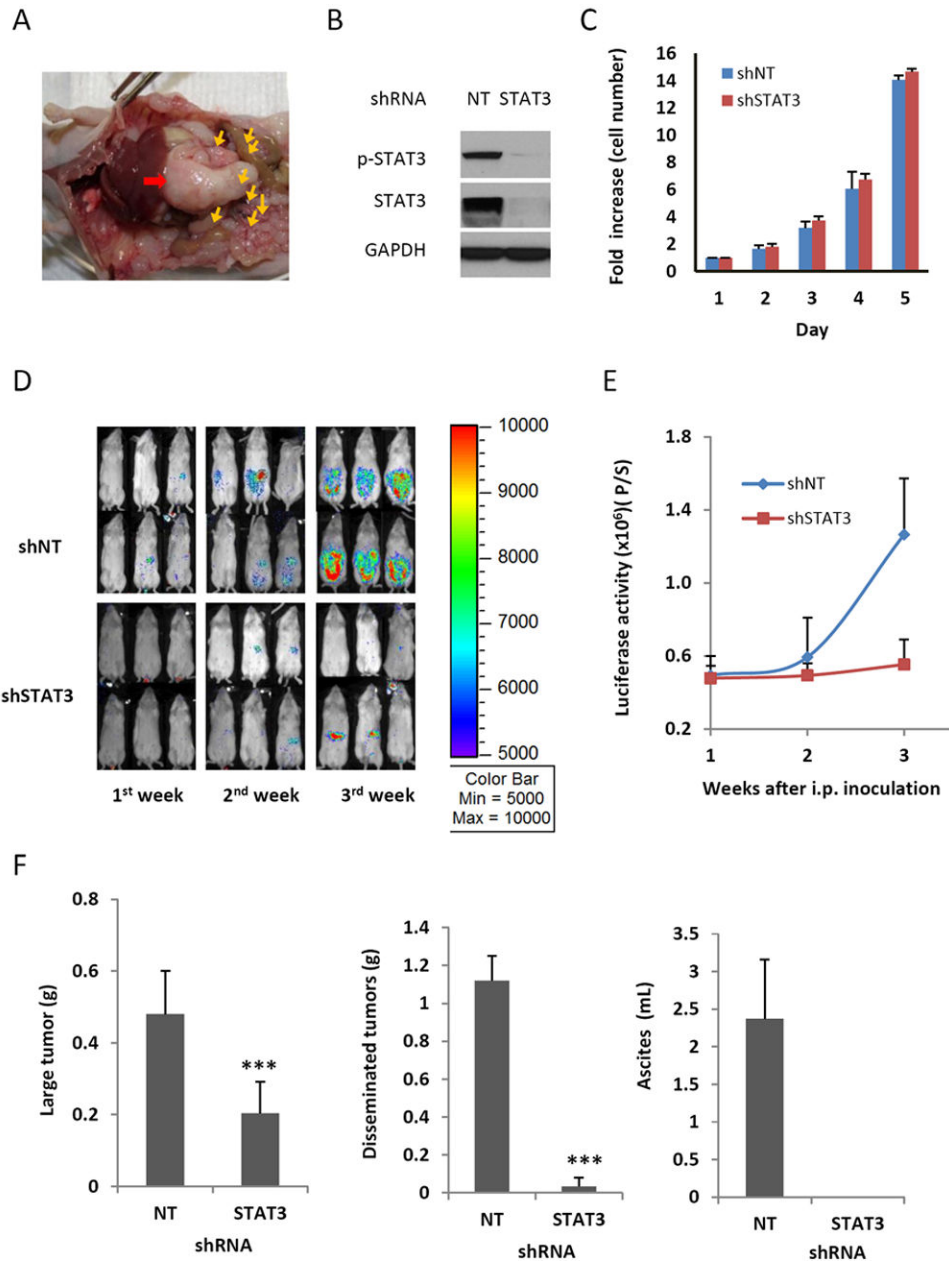 A
B
shRNA NT STAT3
p-STAT3
STAT3
GAPDH
C
Fold increase (cell number)
16
14
12
10
8
6
4
2
0
shNT
shSTAT3
1 2 3 4 5
Day
D
shNT
shSTAT3
1st week 2nd week 3rd week
10000
9000
8000
7000
6000
5000
Color Bar
Min = 5000
Max = 10000
E
Luciferase activity (x10⁶)( P/S)
1.8
1.4
1.0
0.6
0.2
shNT
shSTAT3
1 2 3
Weeks after i.p. inoculation
F
Large tumor (g)
0.8
0.6
0.4
0.2
0
***
NT STAT3
shRNA
Disseminated tumors (g)
1.4
1.2
1
0.8
0.6
0.4
0.2
0
***
NT STAT3
shRNA
Ascites (mL)
3.5
3
2.5
2
1.5
1
0.5
0
NT STAT3
shRNA